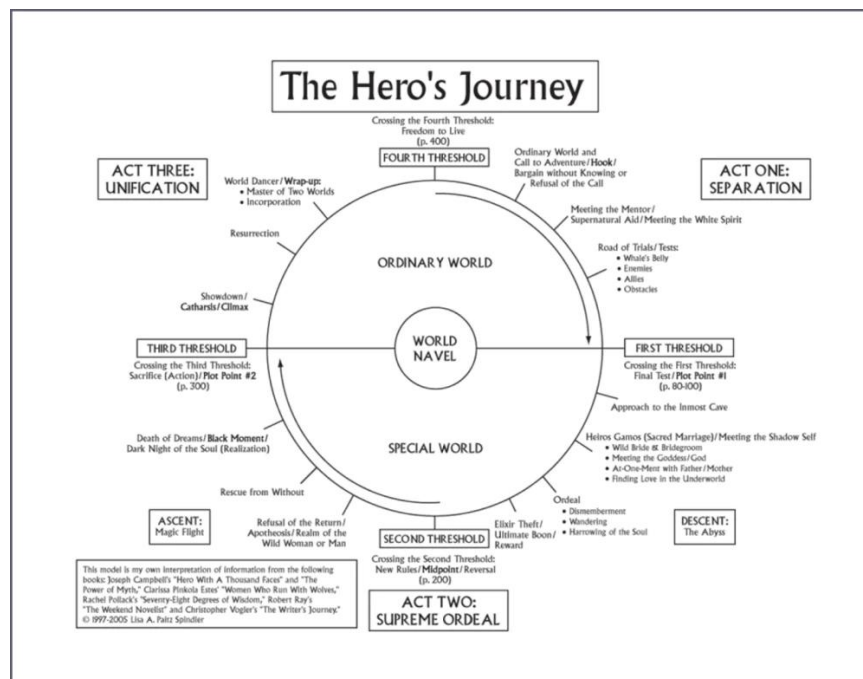 The Hero's Journey
Crossing the Fourth Threshold:
Freedom to Live
(p. 400)
FOURTH THRESHOLD
ACT ONE:
SEPARATION
Ordinary World and
Call to Adventure/Hook/
Bargain without Knowing or
Refusal of the Call
Meeting the Mentor/
Supernatural Aid/Meeting the White Spirit
Road of Trials/Tests:
• Whale's Belly
• Enemies
• Allies
• Obstacles
ORDINARY WORLD
WORLD
NAVEL
FIRST THRESHOLD
Crossing the First Threshold:
Final Test/Plot Point #1
(p. 80-100)
Approach to the Inmost Cave
Heiros Gamos (Sacred Marriage)/Meeting the Shadow Self
• Wild Bride & Bridegroom
• Meeting the Goddess/God
• At-One-Ment with Father/Mother
• Finding Love in the Underworld
Ordeal
• Dismemberment
• Wandering
• Harrowing of the Soul
DESCENT:
The Abyss
Elixir Theft/
Ultimate Boon/
Reward
SPECIAL WORLD
SECOND THRESHOLD
Crossing the Second Threshold:
New Rules/Midpoint/Reversal
(p. 200)
ACT TWO:
SUPREME ORDEAL
Refusal of the Return/
Apotheosis/Realm of the
Wild Woman or Man
ASCENT:
Magic Flight
Rescue from Without
Death of Dreams/Black Moment/
Dark Night of the Soul (Realization)
THIRD THRESHOLD
Crossing the Third Threshold:
Sacrifice (Action)/Plot Point #2
(p. 300)
Showdown/
Catharsis/Climax
Resurrection
World Dancer/Wrap-up:
• Master of Two Worlds
• Incorporation
ACT THREE:
UNIFICATION
This model is my own interpretation of information from the following
books: Joseph Campbell's "Hero With A Thousand Faces" and "The
Power of Myth," Clarissa Pinkola Estes' "Women Who Run With Wolves,"
Rachel Pollack's "Seventy-Eight Degrees of Wisdom," Robert Ray's
"The Weekend Novelist" and Christopher Vogler's "The Writer's Journey."
© 1997-2005 Lisa A. Paltz Spindler